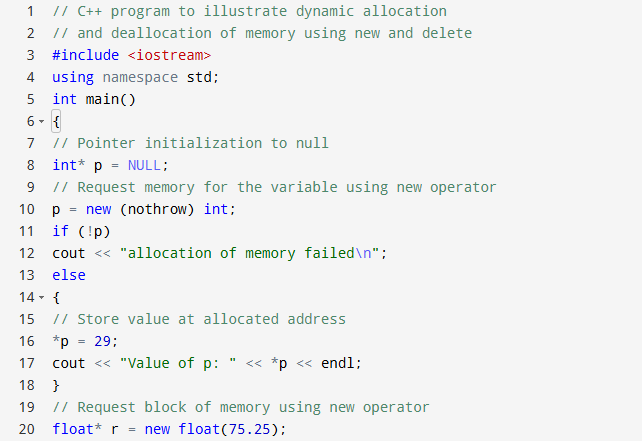 1 // C++ program to illustrate dynamic allocation
2 // and deallocation of memory using new and delete
3 #include <iostream>
4 using namespace std;
5 int main()
6 {
7 // Pointer initialization to null
8 int* p = NULL;
9 // Request memory for the variable using new operator
10 p = new (nothrow) int;
11 if (!p)
12 cout << "allocation of memory failed\n";
13 else
14 {
15 // Store value at allocated address
16 *p = 29;
17 cout << "Value of p: " << *p << endl;
18 }
19 // Request block of memory using new operator
20 float* r = new float(75.25);